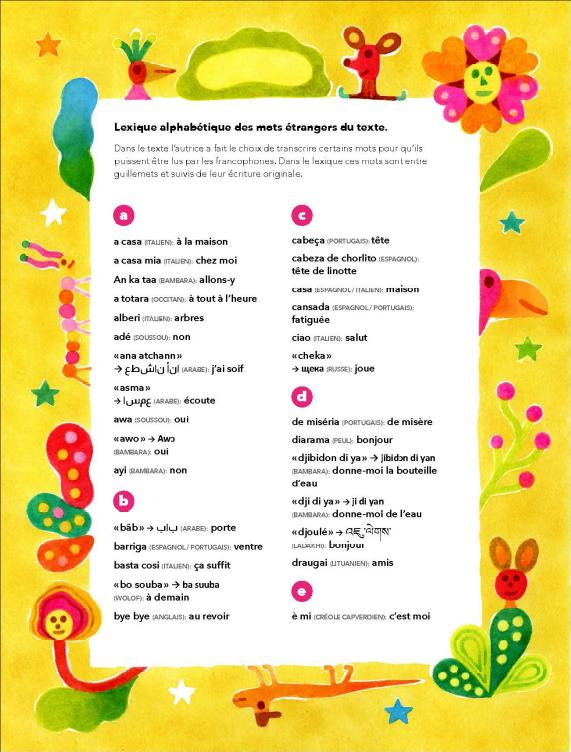 Lexique alphabétique des mots étrangers du texte.
Dans le texte l'autrice a fait le choix de transcrire certains mots pour qu'ils
puissent être lus par les francophones. Dans le lexique ces mots sont entre
guillemets et suivis de leur écriture originale.
a
a casa (ITALIEN): à la maison
a casa mia (ITALIEN): chez moi
An ka taa (BAMBARA): allons-y
a totara (OCCITAN): à tout à l'heure
alberi (ITALIEN): arbres
adé (SOUSSOU): non
«ana atchann»
→ انأ ناشطع (ARABE): j'ai soif
«asma»
→ عمسا (ARABE): écoute
awa (SOUSSOU): oui
«awo» → Awɔ
(BAMBARA): oui
ayi (BAMBARA): non
b
«bāb» → باب (ARABE): porte
barriga (ESPAGNOL / PORTUGAIS): ventre
basta cosi (ITALIEN): ça suffit
«bo souba» → ba suuba
(WOLOF): à demain
bye bye (ANGLAIS): au revoir
c
cabeça (PORTUGAIS): tête
cabeza de chorlito (ESPAGNOL):
tête de linotte
casa (ESPAGNOL / ITALIEN): maison
cansada (ESPAGNOL / PORTUGAIS):
fatiguée
ciao (ITALIEN): salut
«cheka»
→ щека (RUSSE): joue
d
de miséria (PORTUGAIS): de misère
diarama (PEUL): bonjour
«djibidon di ya» → jibidɔn di yan
(BAMBARA): donne-moi la bouteille
d'eau
«dji di ya» → ji di yan
(BAMBARA): donne-moi de l'eau
«djoulé» → འཇུ་ལེགས་
(LADAKHI): bonjour
draugai (LITUANIEN): amis
e
è mi (CRÉOLE CAPVERDIEN): c'est moi